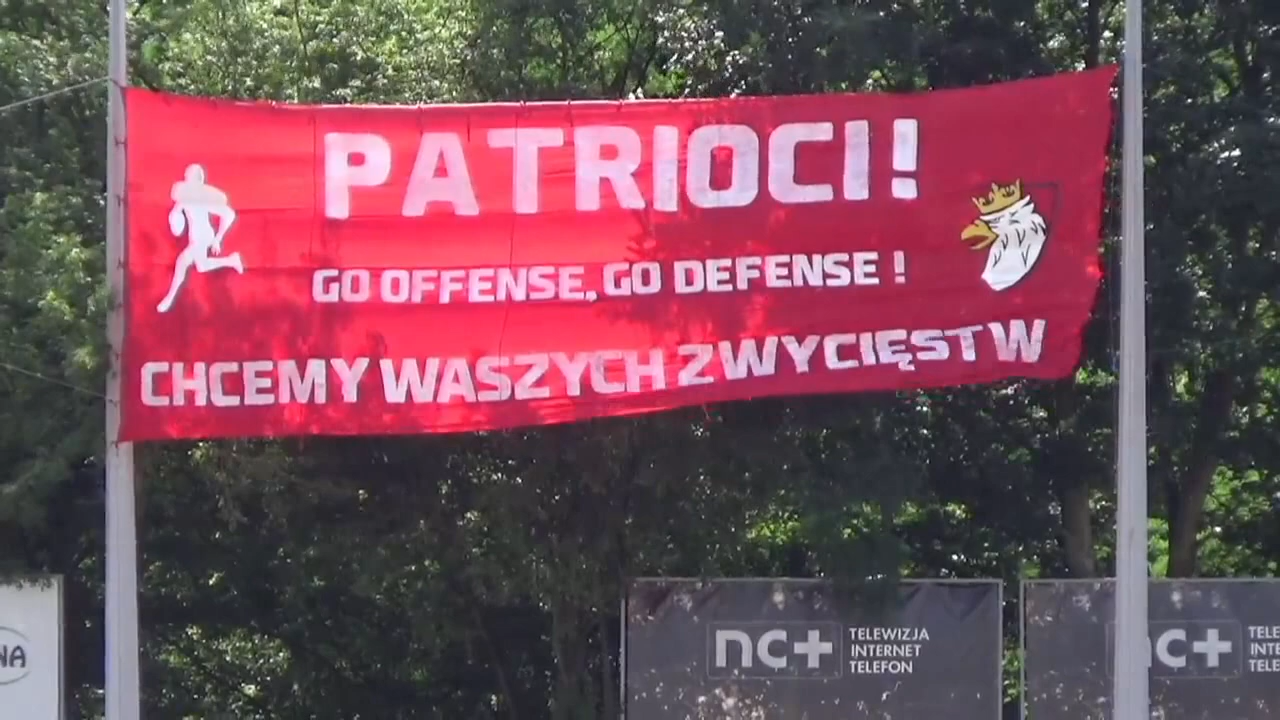 PATRIOCI!
GO OFFENSE, GO DEFENSE !
CHCEMY WASZYCH ZWYCIĘSTW
nc+
TELEWIZJA
INTERNET
TELEFON
nc+